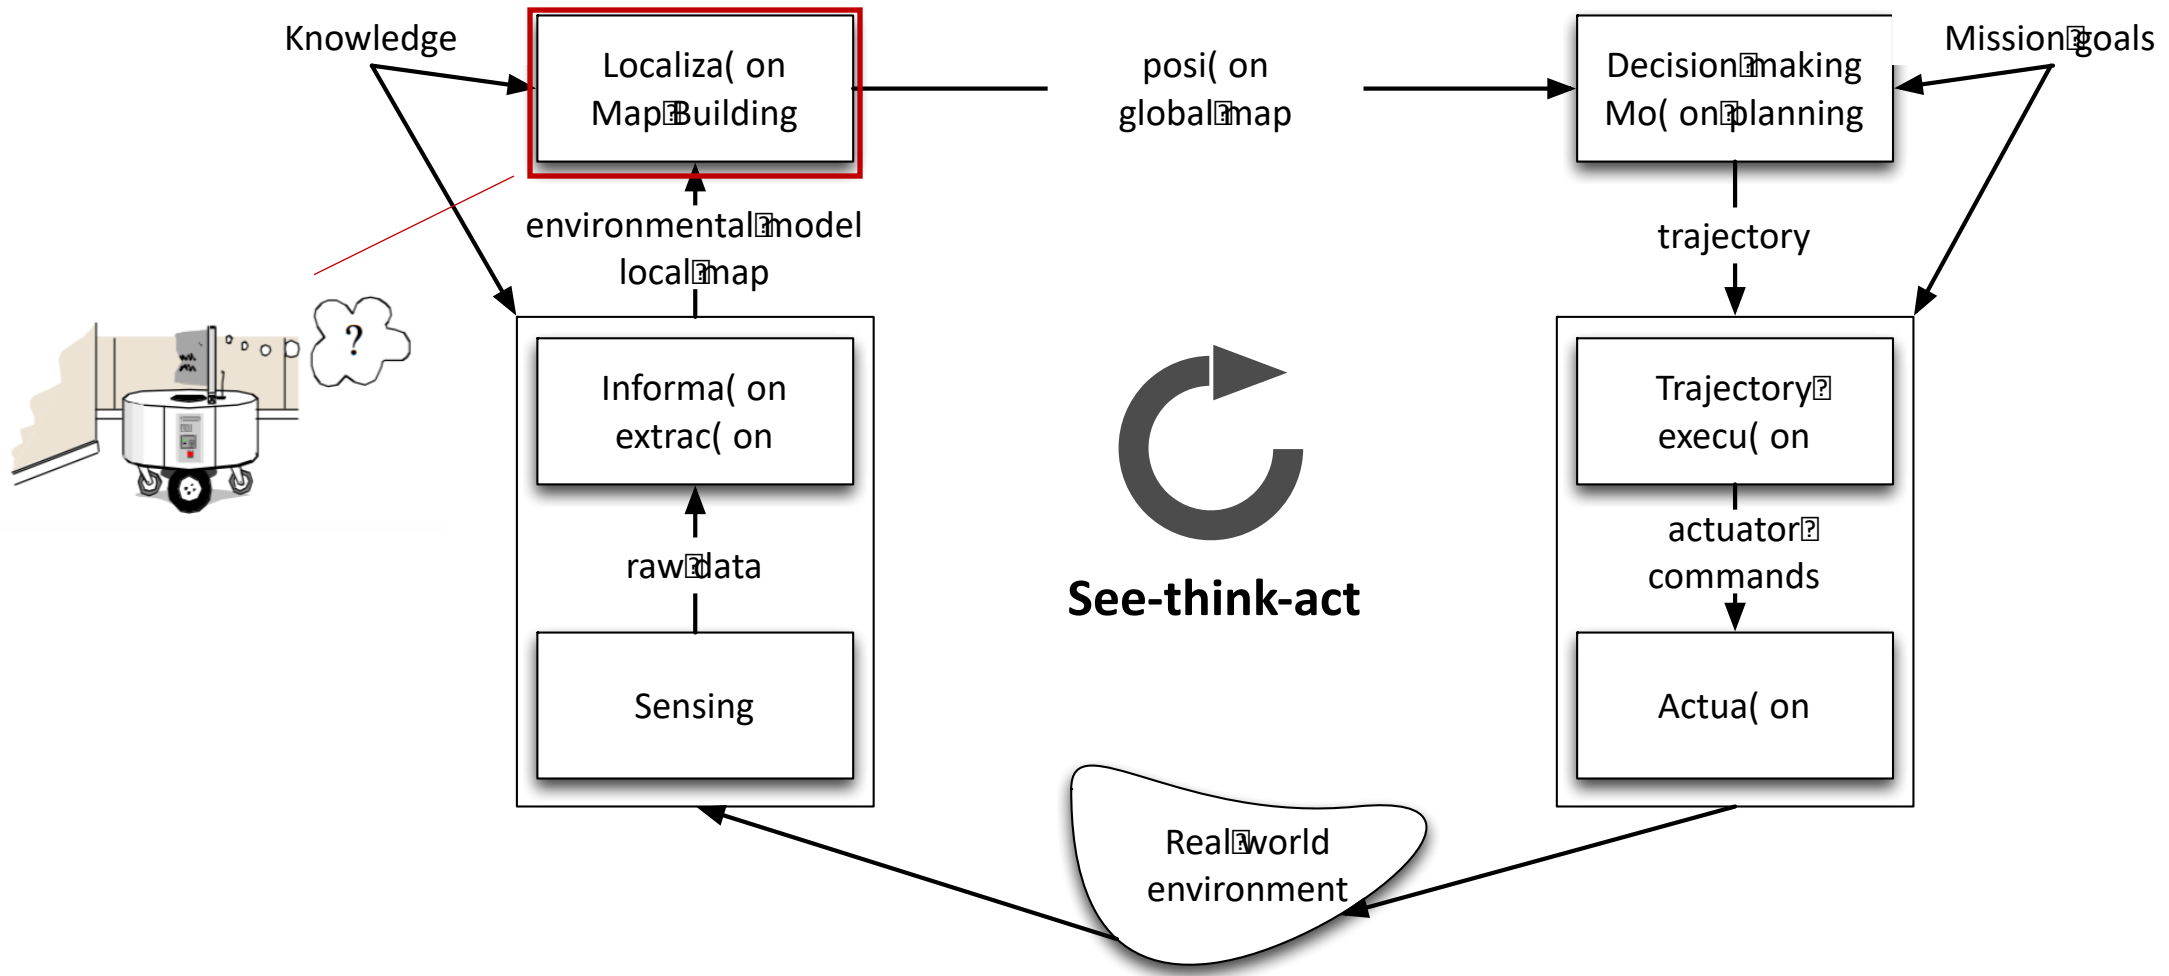 Knowledge
Localiza( on
Map⍰Building
posi( on
global⍰map
Decision⍰making
Mo( on⍰planning
Mission⍰goals
environmental⍰model
local⍰map
trajectory
?
Informa( on
extrac( on
Trajectory⍰
execu( on
raw⍰data
actuator⍰
commands
See-think-act
Sensing
Actua( on
Real⍰world
environment